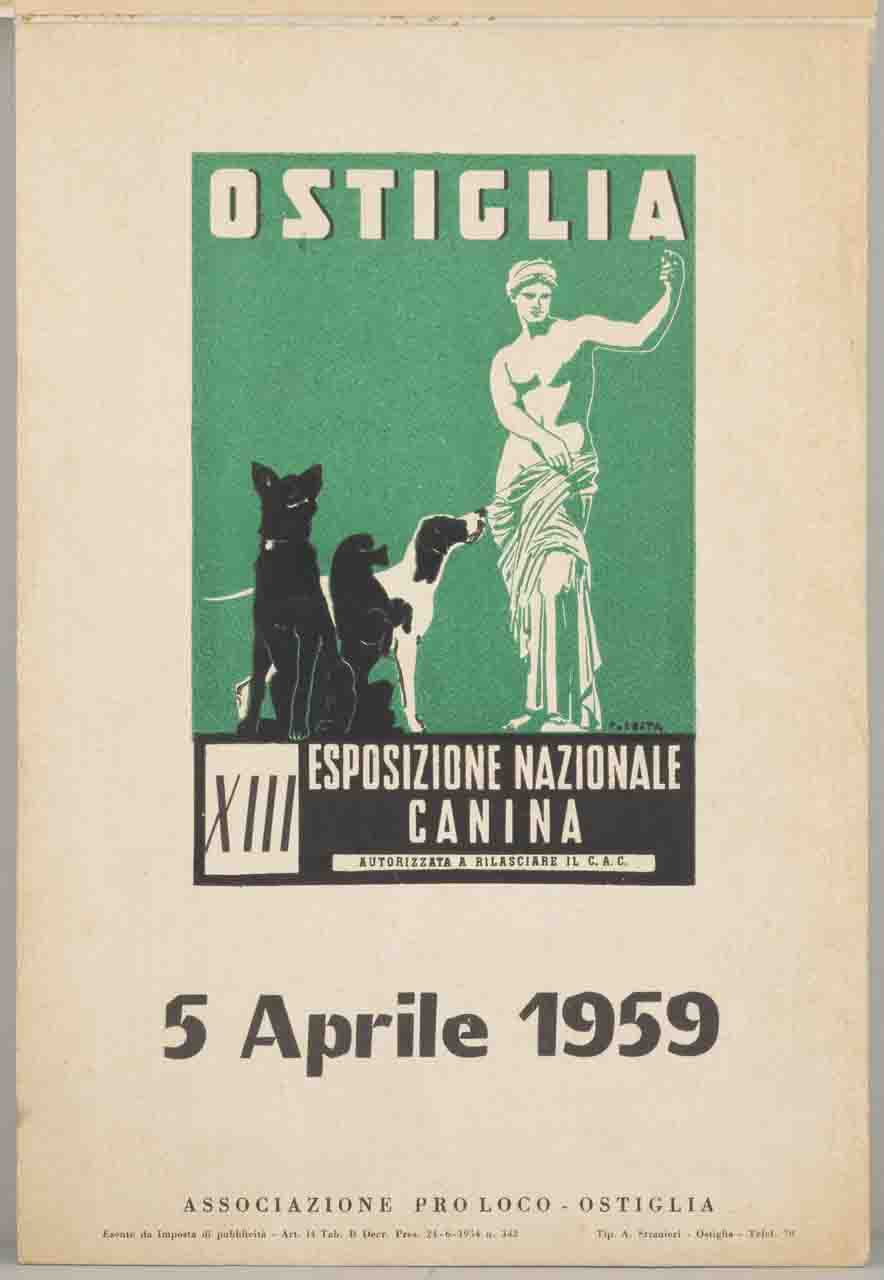 OSTIGLIA
XIII
ESPOSIZIONE NAZIONALE
CANINA
AUTORIZZATA A RILASCIARE IL C.A.C.
5 Aprile 1959
ASSOCIAZIONE PRO LOCO - OSTIGLIA
Esente da Imposta di pubblicità - Art. 14 Tab. B Decr. Pres. 24-6-1954 n. 342 Tip. A. - Ostiglia - Telef. 70